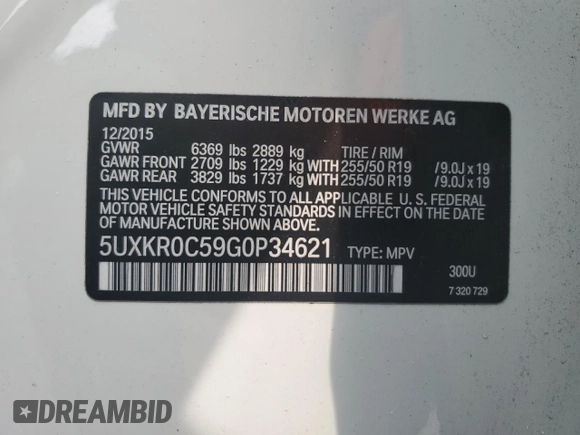 MFD BY BAYERISCHE MOTOREN WERKE AG
12/2015
GVWR 6369 lbs 2889 kg TIRE / RIM
GAWR FRONT 2709 lbs 1229 kg WITH 255/50 R19 /9.0J x 19
GAWR REAR 3829 lbs 1737 kg WITH 255/50 R19 /9.0J x 19
THIS VEHICLE CONFORMS TO ALL APPLICABLE U. S. FEDERAL
MOTOR VEHICLE SAFETY STANDARDS IN EFFECT ON THE DATE
OF MANUFACTURE SHOWN ABOVE.
5UXKR0C59G0P34621 TYPE: MPV
300U
7 320 729
DREAMBID